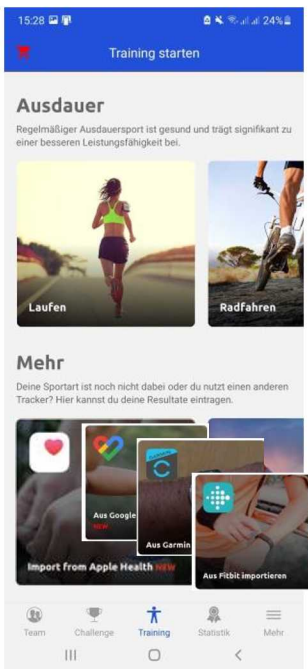 15:28
24%
Training starten
Ausdauer
Regelmäßiger Ausdauersport ist gesund und trägt signifikant zu
einer besseren Leistungsfähigkeit bei.
Laufen
Radfahren
Mehr
Deine Sportart ist noch nicht dabei oder du nutzt einen anderen
Tracker? Hier kannst du deine Resultate eintragen.
Import from Apple Health NEW
Aus Google
NEW
Aus Garmin
Aus Fitbit importieren
Team
Challenge
Training
Statistik
Mehr